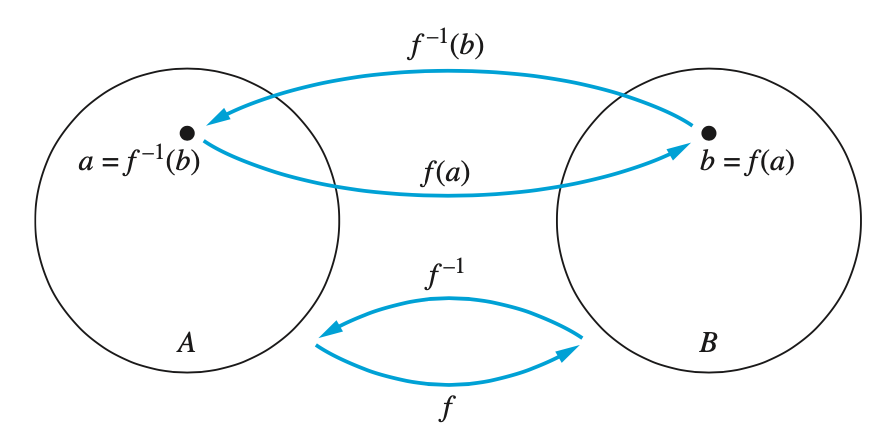 f⁻¹(b)
a = f⁻¹(b)
f(a)
b = f(a)
f⁻¹
A
B
f